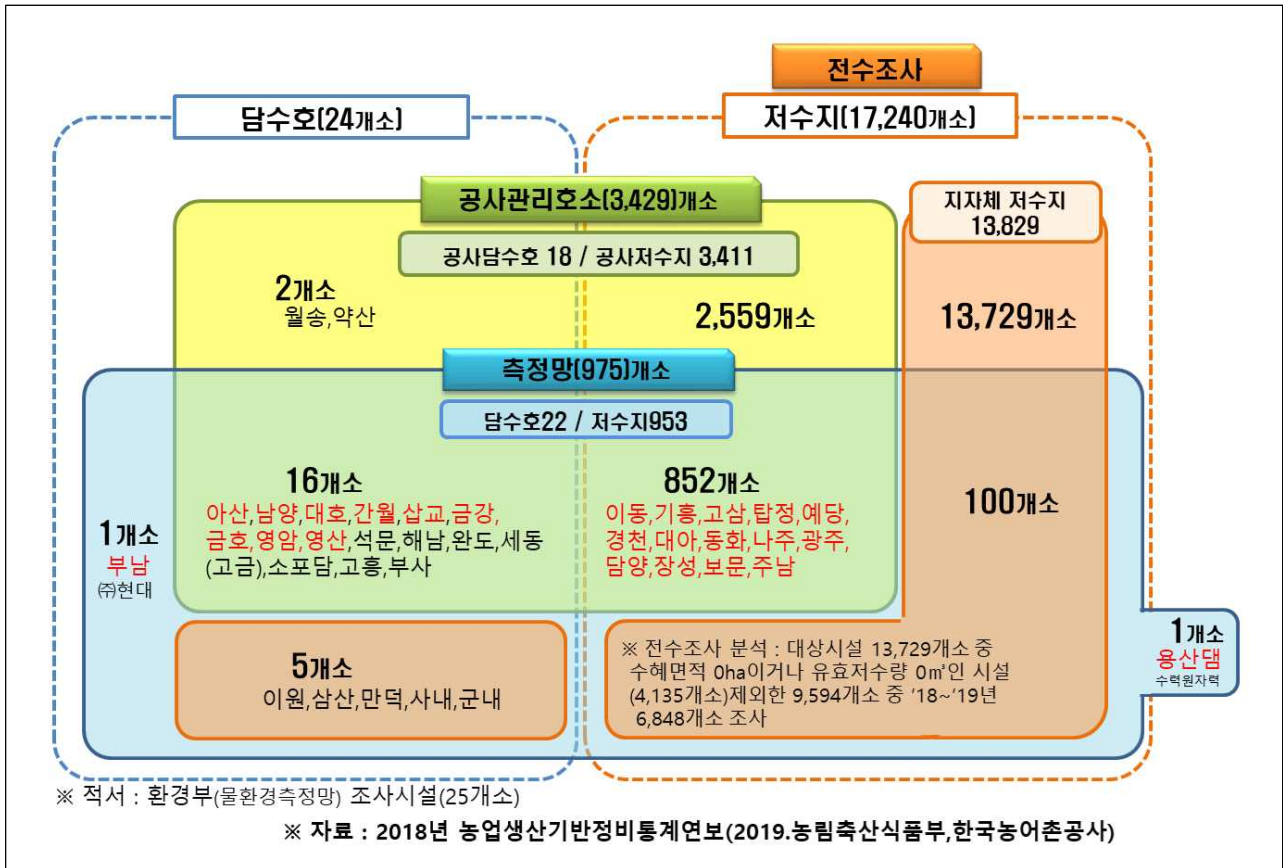 전수조사
담수호(24개소)
저수지(17,240개소)
공사관리호소(3,429)개소
공사담수호 18 / 공사저수지 3,411
지자체 저수지
13,829
2개소
월송,약산
2,559개소
13,729개소
측정망(975)개소
담수호22 / 저수지953
16개소
아산,남양,대호,간월,삽교,금강,
금호,영암,영산,석문,해남,완도,세동
(고금),소포담,고흥,부사
852개소
이동,기흥,고삼,탑정,예당,
경천,대아,동화,나주,광주,
담양,장성,보문,주남
100개소
1개소
부남
㈜현대
5개소
이원,삼산,만덕,사내,군내
※ 전수조사 분석 : 대상시설 13,729개소 중
수혜면적 0ha이거나 유효저수량 0㎥인 시설
(4,135개소)제외한 9,594개소 중 '18~'19년
6,848개소 조사
1개소
용산댐
수력원자력
※ 적서 : 환경부(물환경측정망) 조사시설(25개소)
※ 자료 : 2018년 농업생산기반정비통계연보(2019.농림축산식품부,한국농어촌공사)